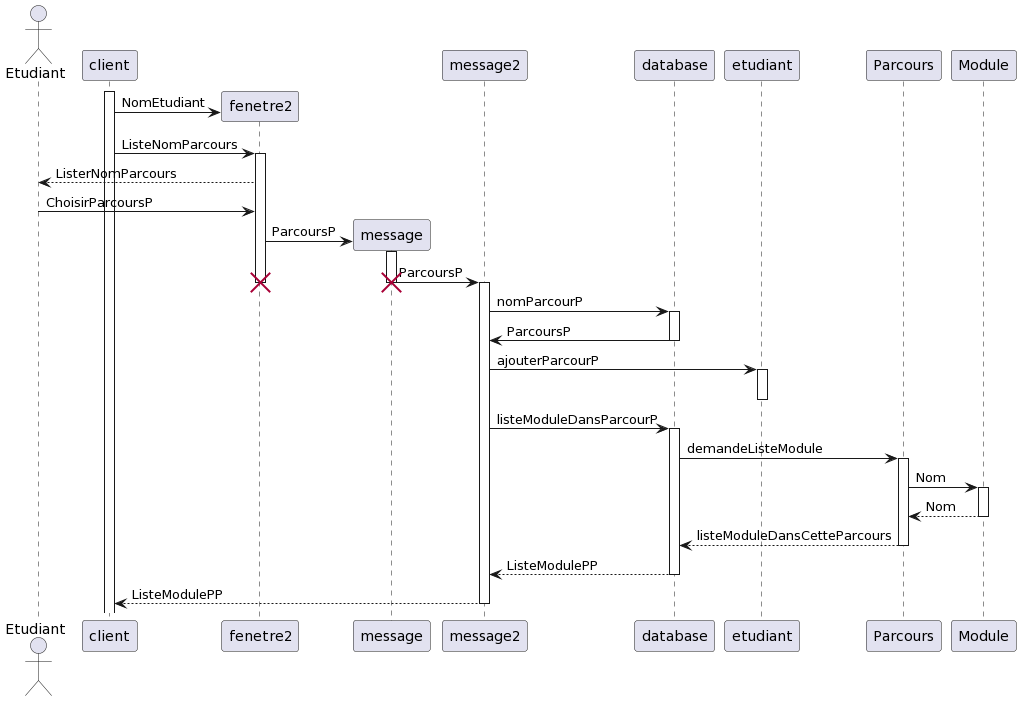 Etudiant
client
message2
database
etudiant
Parcours
Module
NomEtudiant
fenetre2
ListeNomParcours
ListerNomParcours
ChoisirParcoursP
ParcoursP
message
ParcoursP
nomParcourP
ParcoursP
ajouterParcourP
listeModuleDansParcourP
demandeListeModule
Nom
Nom
listeModuleDansCetteParcours
ListeModulePP
ListeModulePP
Etudiant
client
fenetre2
message
message2
database
etudiant
Parcours
Module